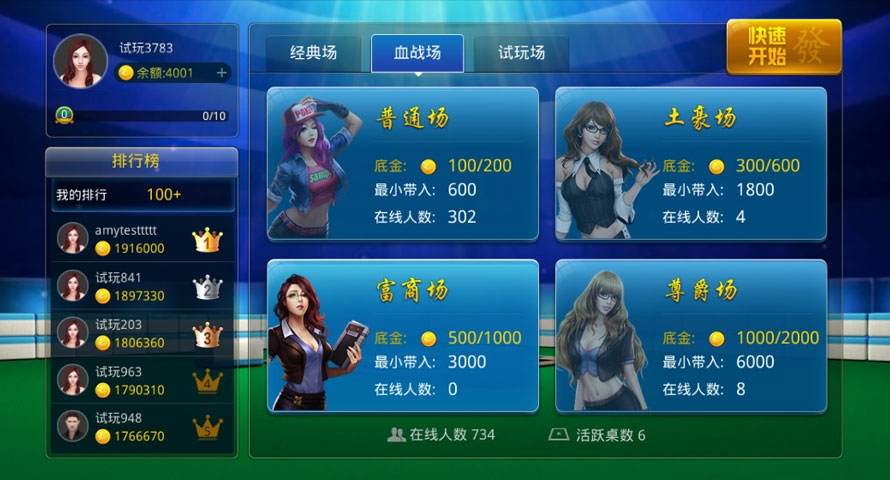 试玩3783
余额:4001
+
0
0/10
排行榜
我的排行 100+
amytesttttt
1916000
1
试玩841
1897330
2
试玩203
1806360
3
试玩963
1790310
4
试玩948
1766670
5
经典场
血战场
试玩场
快速
开始
發
普通场
底金: 100/200
最小带入: 600
在线人数: 302
土豪场
底金: 300/600
最小带入: 1800
在线人数: 4
富商场
底金: 500/1000
最小带入: 3000
在线人数: 0
尊爵场
底金: 1000/2000
最小带入: 6000
在线人数: 8
在线人数 734
活跃桌数 6